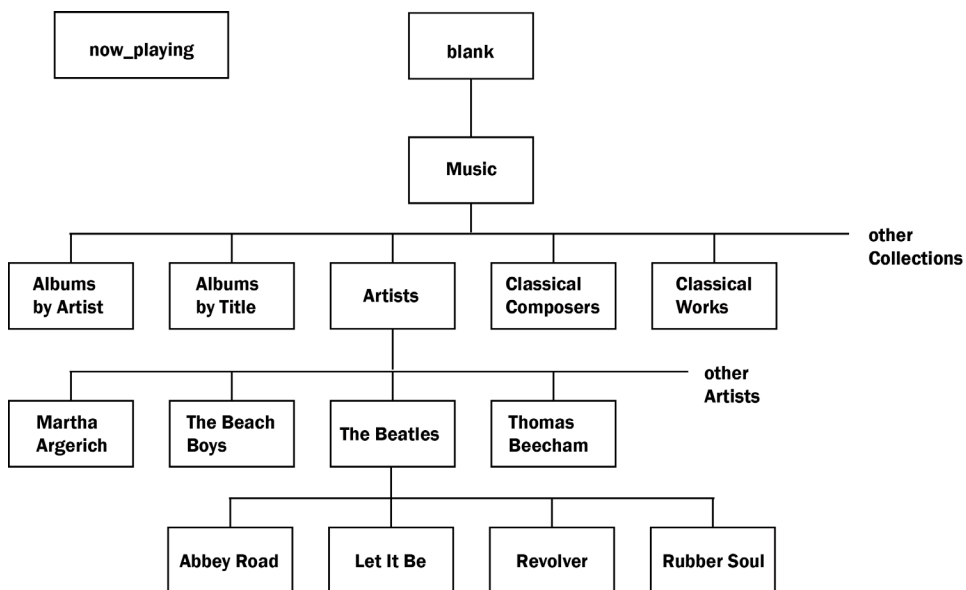 now_playing
blank
Music
other
Collections
Albums
by Artist
Albums
by Title
Artists
Classical
Composers
Classical
Works
other
Artists
Martha
Argerich
The Beach
Boys
The Beatles
Thomas
Beecham
Abbey Road
Let It Be
Revolver
Rubber Soul